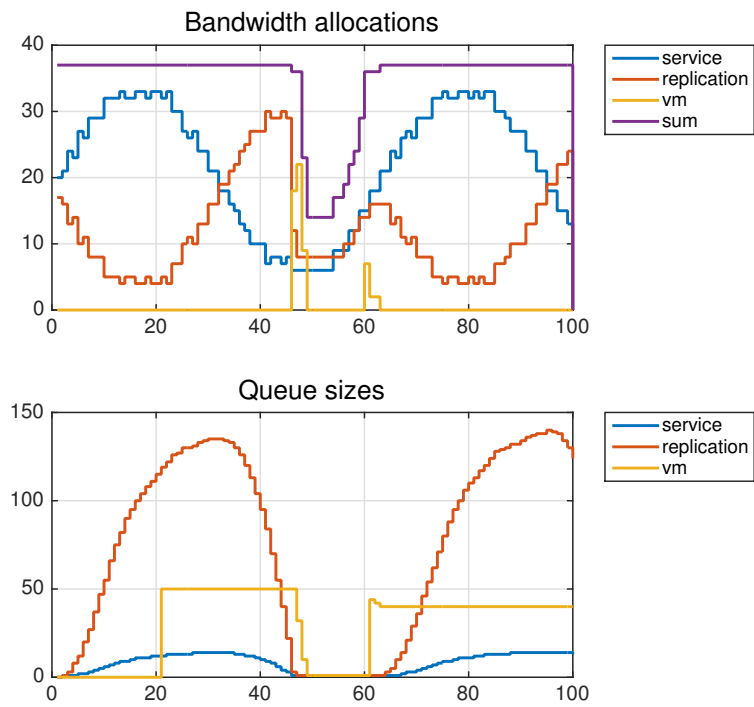 Bandwidth allocations
40
30
20
10
0
0 20 40 60 80 100
service
replication
vm
sum
Queue sizes
150
100
50
0
0 20 40 60 80 100
service
replication
vm